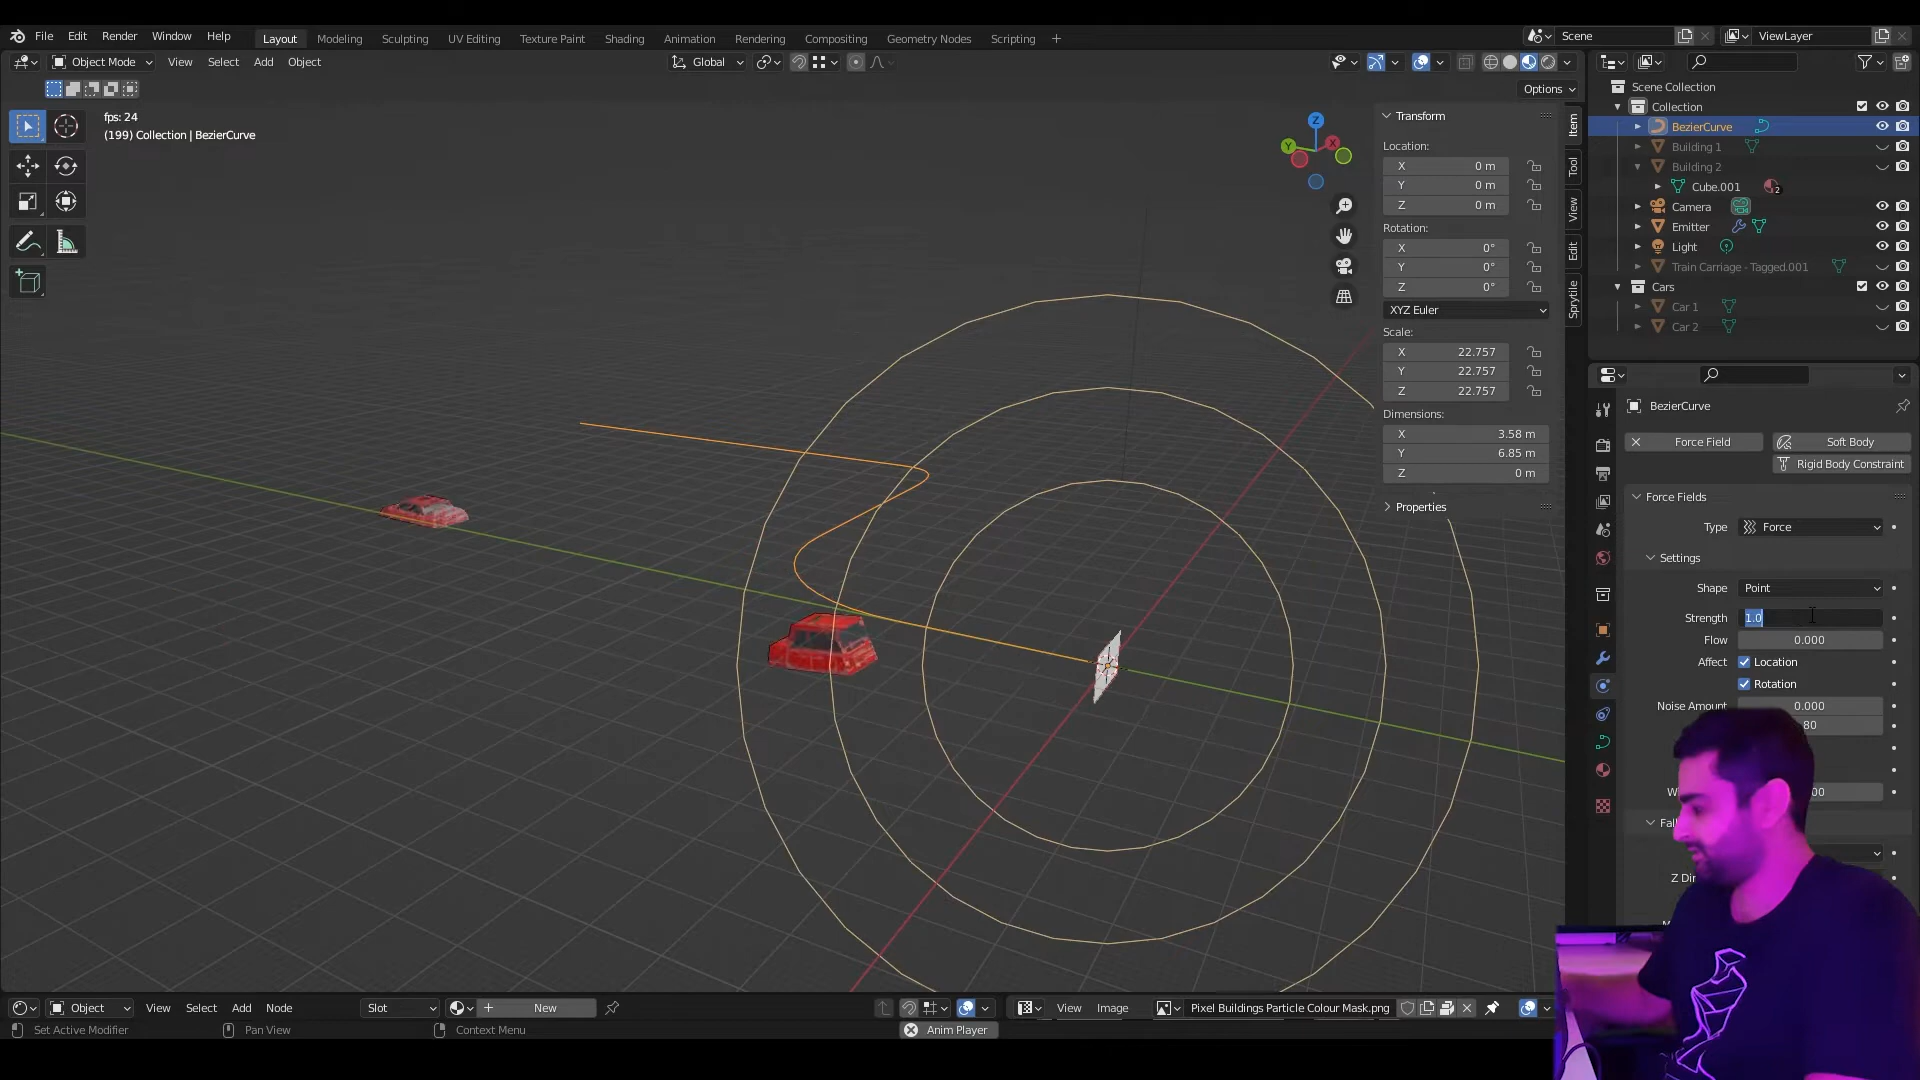 File Edit Render Window Help Layout Modeling Sculpting UV Editing Texture Paint Shading Animation Rendering Compositing Geometry Nodes Scripting + Scene ViewLayer
Object Mode View Select Add Object Global
Options
fps: 24
(199) Collection | BezierCurve
Z
Y
X
Transform
Location:
X 0 m
Y 0 m
Z 0 m
Rotation:
X 0°
Y 0°
Z 0°
XYZ Euler
Scale:
X 22.757
Y 22.757
Z 22.757
Dimensions:
X 3.58 m
Y 6.85 m
Z 0 m
Properties
Item
Tool
View
Edit
Sprytile
Scene Collection
Collection
BezierCurve
Building 1
Building 2
Cube.001 2
Camera
Emitter
Light
Train Carriage - Tagged.001
Cars
Car 1
Car 2
BezierCurve
Force Field Soft Body
Rigid Body Constraint
Force Fields
Type Force
Settings
Shape Point
Strength 1.0
Flow 0.000
Affect Location
Rotation
Noise Amount 0.000
80
Z Di
Object View Select Add Node Slot New View Image Pixel Buildings Particle Colour Mask.png
Set Active Modifier Pan View Context Menu Anim Player